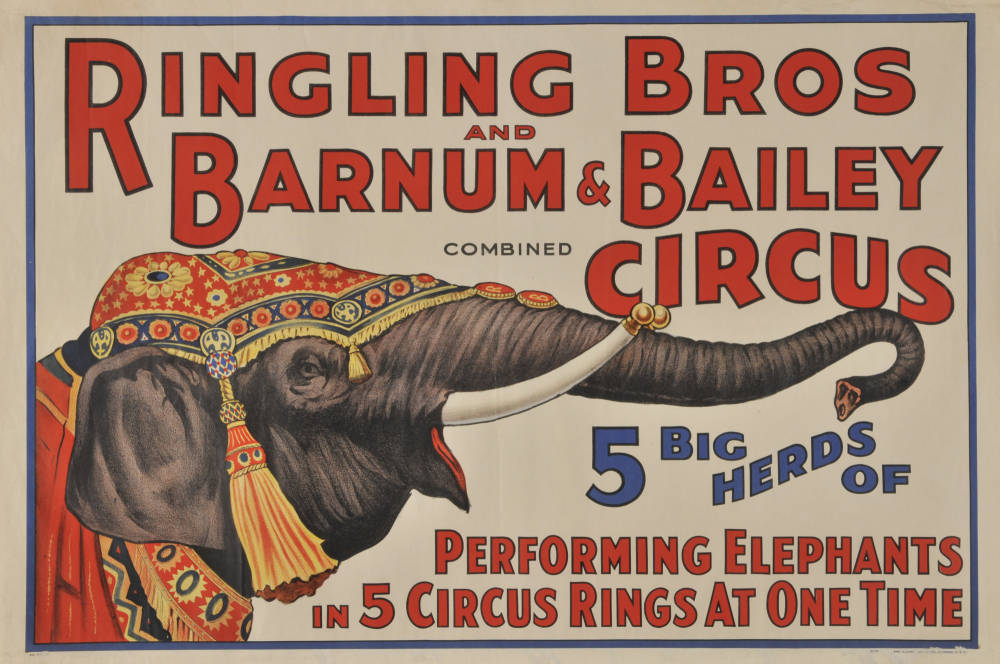 RINGLING BROS
AND
BARNUM & BAILEY
COMBINED CIRCUS
5 BIG HERDS OF
PERFORMING ELEPHANTS
IN 5 CIRCUS RINGS AT ONE TIME